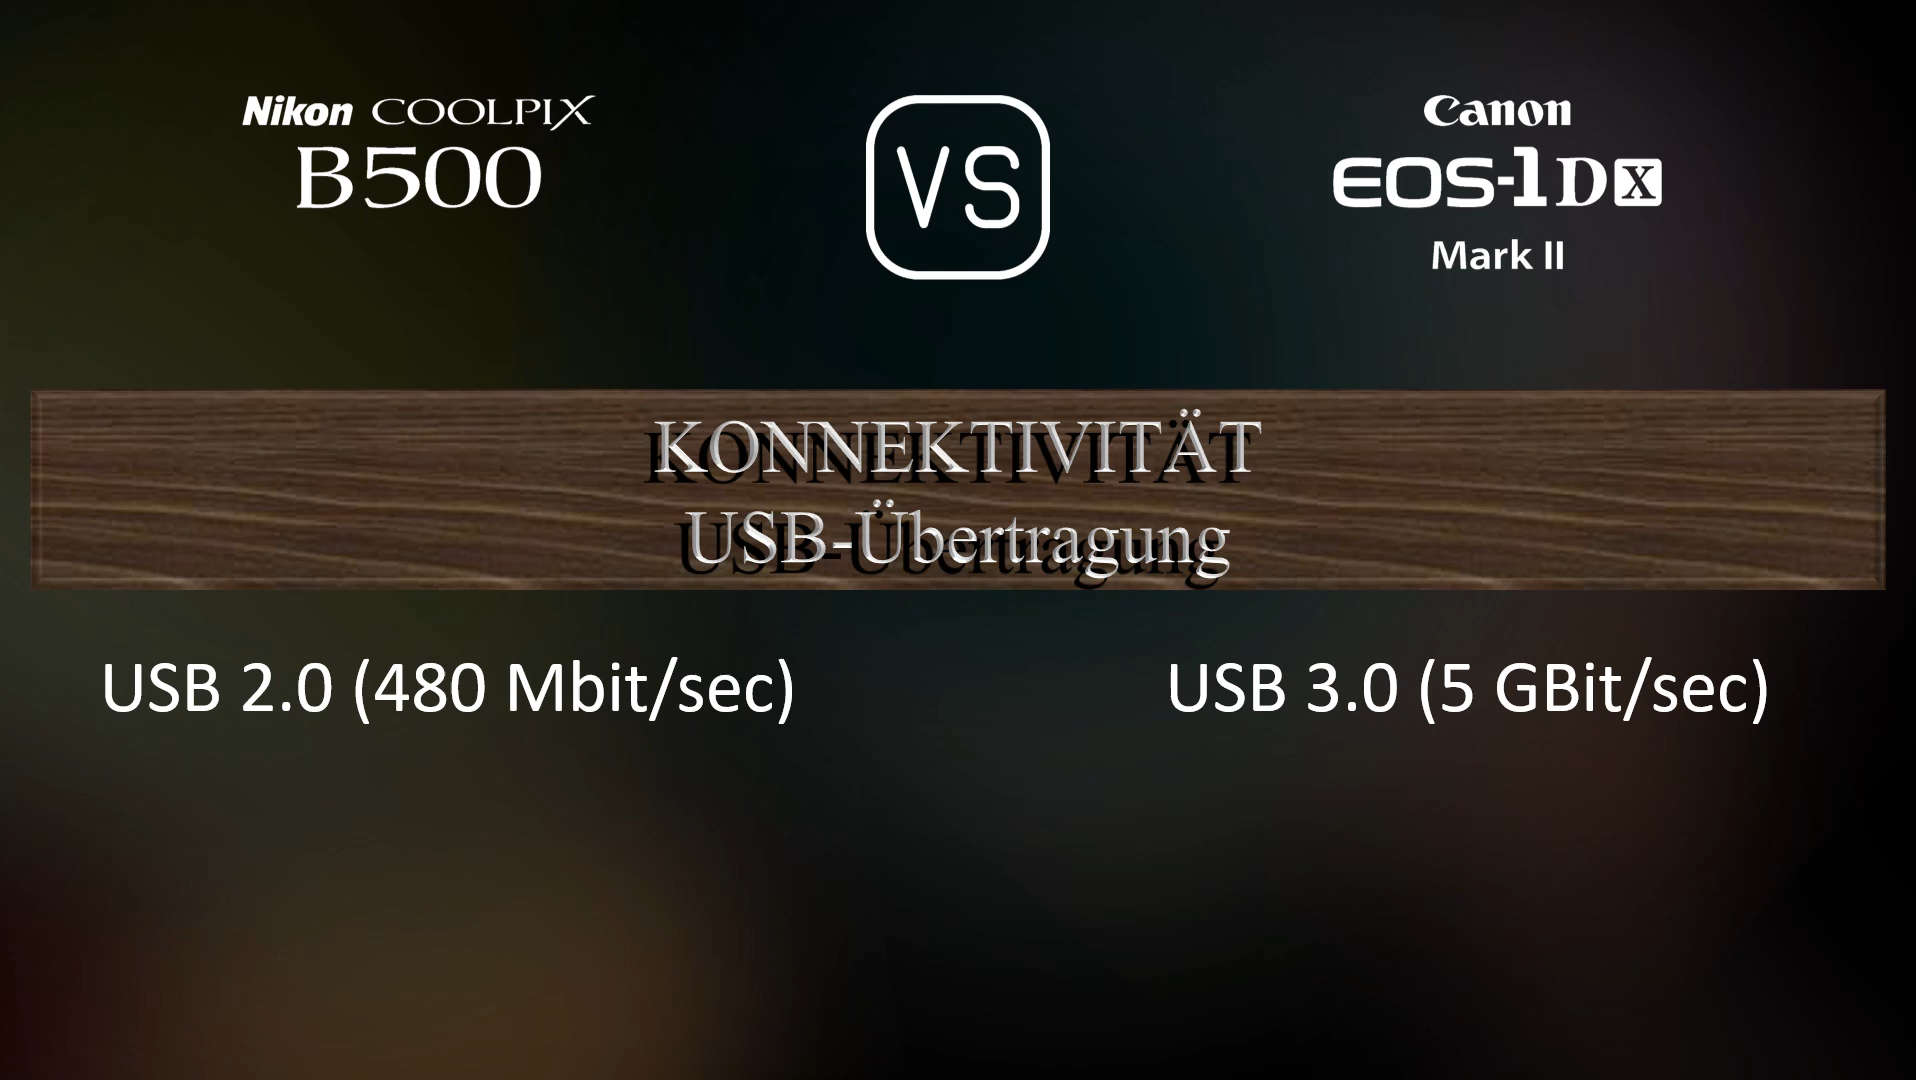 Nikon COOLPIX
B500
VS
Canon
EOS-1 D X
Mark II
KONNEKTIVITÄT
USB-Übertragung
USB 2.0 (480 Mbit/sec)
USB 3.0 (5 GBit/sec)